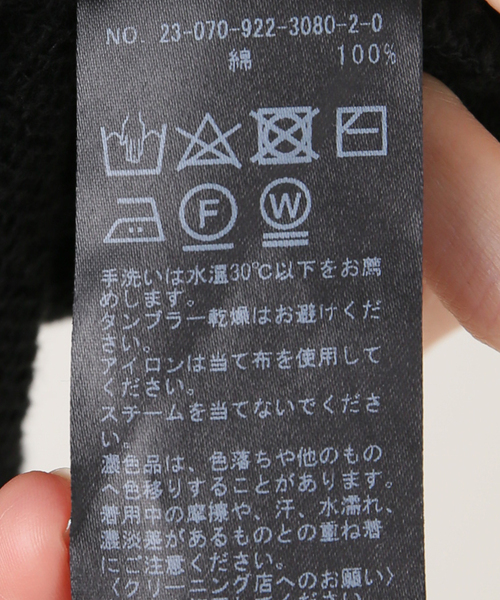 NO. 23-070-922-3080-2-0
綿 100%
F W
手洗いは水温30℃以下をお薦
めします。
タンブラー乾燥はお避けくだ
さい。
アイロンは当て布を使用して
ください。
スチームを当てないでくださ
い。
濃色品は、色落ちや他のもの
へ色移りすることがあります。
着用中の摩擦や、汗、水濡れ、
濃淡差があるものとの重ね着
にご注意ください。
〈クリーニング店へのお願い〉